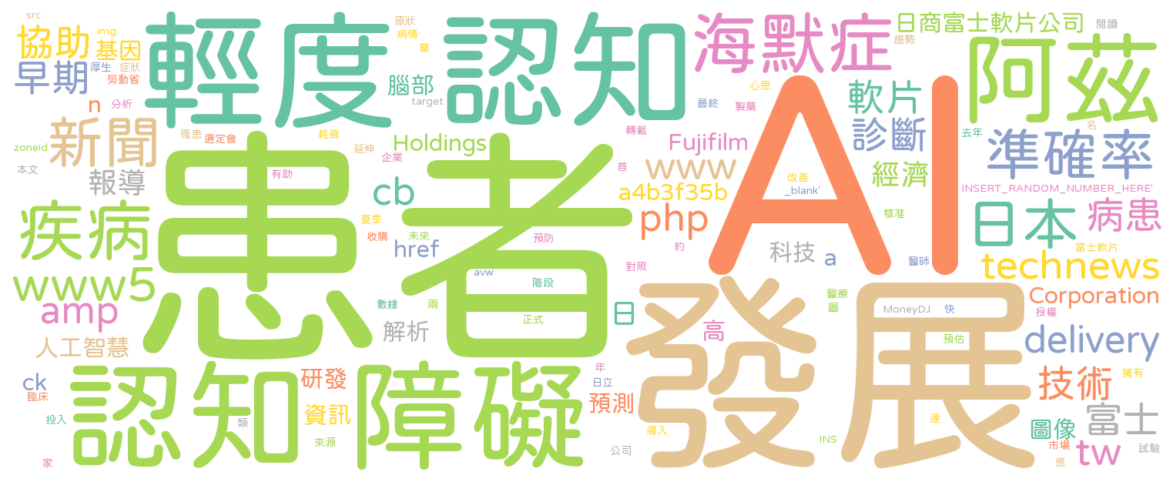 src
img
協助
基因
早期
厚生
症狀
勞動省
n
分析
輕度
認知
原狀
病情
藥
腦部
target
海默症
日商富士軟片公司
趨勢
閱讀
阿茲
心思
最終
製藥
軟片
診斷
去年
名
準確率
新聞
zoneid
本文
報導
罹患
選定會
耗資
延伸
有助
企業
Holdings
cb
轉載
首
Fujifilm
www
a4b3f35b
改善
_blank'
經濟
INSERT_RANDOM_NUMBER_HERE'
核准
日本
病患
患者
AI
疾病
www5
amp
夏季
收購
未來
href
avw
預防
階段
對照
php
約
科技
a
醫師
富士軟片
technews
人工智慧
數據
兩
解析
正式
日
高
醫療
圖
MoneyDJ
快
Corporation
授權
預估
delivery
擁有
ck
臨床
投入
認知
障礙
研發
資訊
來源
類
家
年
日立
預測
公司
導入
發展
達
INS
技術
圖像
富士
市場
億
tw
試驗